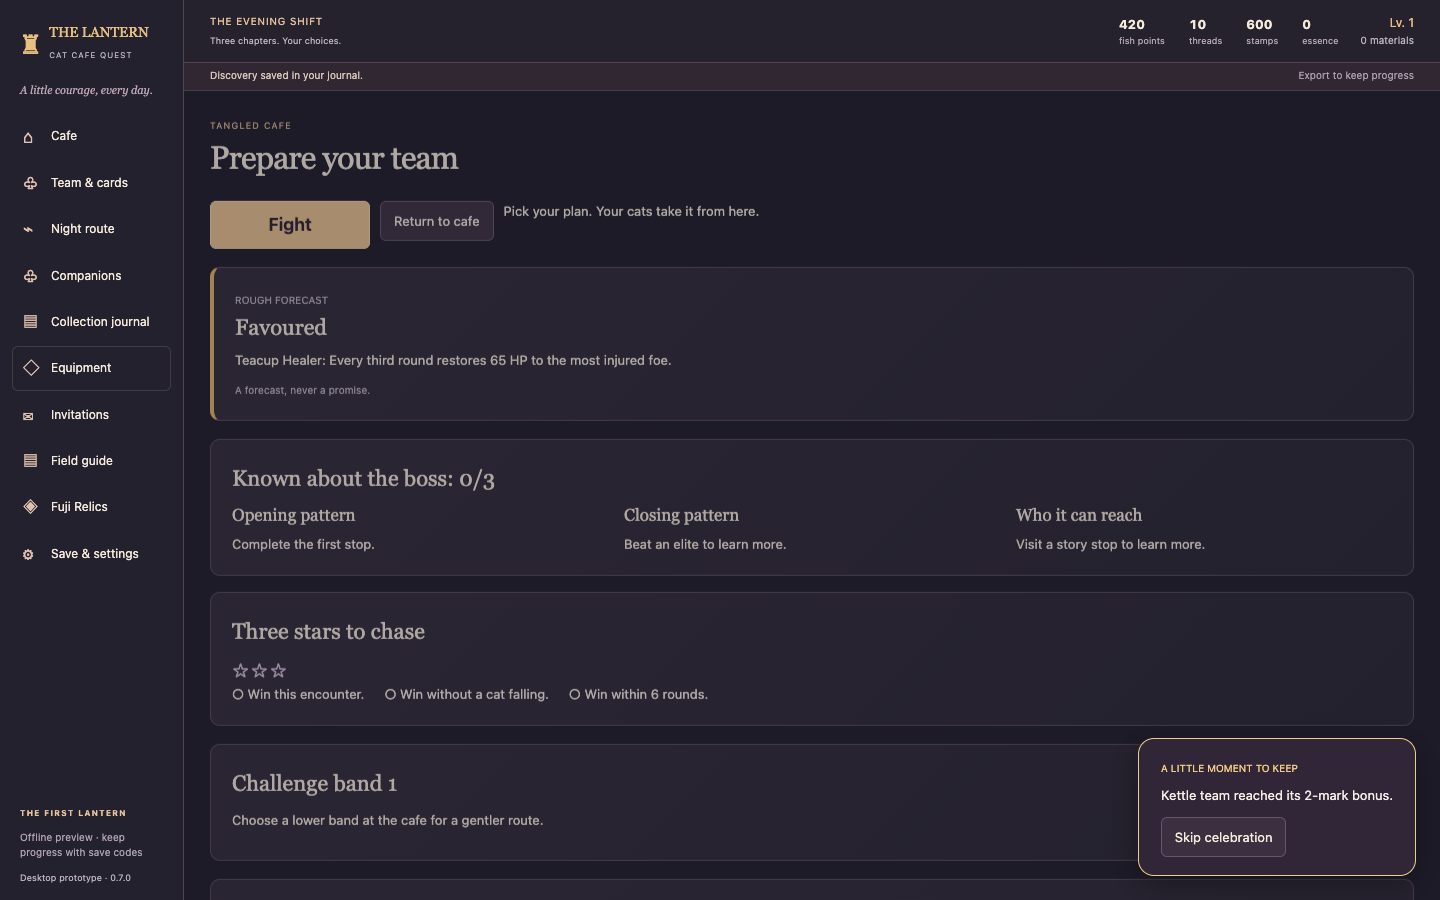 THE LANTERN
CAT CAFE QUEST
A little courage, every day.
Cafe
Team & cards
Night route
Companions
Collection journal
Equipment
Invitations
Field guide
Fuji Relics
Save & settings
THE FIRST LANTERN
Offline preview · keep
progress with save codes
Desktop prototype · 0.7.0
THE EVENING SHIFT
Three chapters. Your choices.
420
fish points
10
threads
600
stamps
0
essence
Lv. 1
0 materials
Discovery saved in your journal.
Export to keep progress
TANGLED CAFE
Prepare your team
Fight
Return to cafe
Pick your plan. Your cats take it from here.
ROUGH FORECAST
Favoured
Teacup Healer: Every third round restores 65 HP to the most injured foe.
A forecast, never a promise.
Known about the boss: 0/3
Opening pattern
Complete the first stop.
Closing pattern
Beat an elite to learn more.
Who it can reach
Visit a story stop to learn more.
Three stars to chase
☆☆☆
○ Win this encounter. ○ Win without a cat falling. ○ Win within 6 rounds.
Challenge band 1
Choose a lower band at the cafe for a gentler route.
A LITTLE MOMENT TO KEEP
Kettle team reached its 2-mark bonus.
Skip celebration